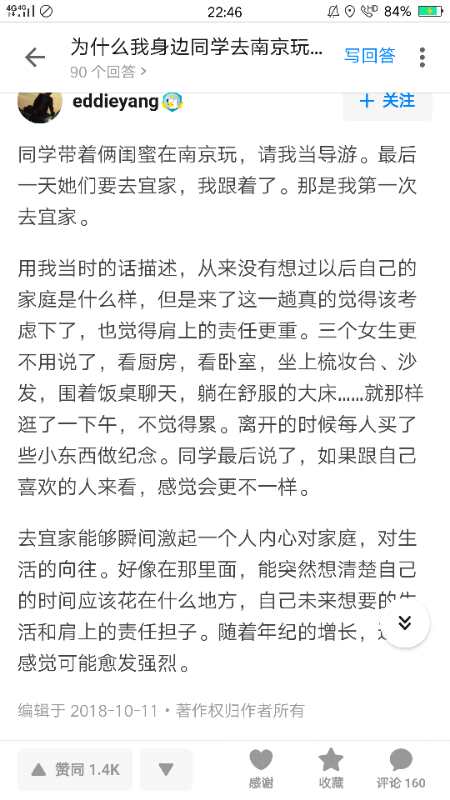 4G 4G 22:46 HD 84%
为什么我身边同学去南京玩... 写回答
90 个回答 >
eddieyang + 关注
同学带着俩闺蜜在南京玩，请我当导游。最后
一天她们要去宜家，我跟着了。那是我第一次
去宜家。
用我当时的话描述，从来没有想过以后自己的
家庭是什么样，但是来了这一趟真的觉得该考
虑下了，也觉得肩上的责任更重。三个女生更
不用说了，看厨房，看卧室，坐上梳妆台、沙
发，围着饭桌聊天，躺在舒服的大床......就那样
逛了一下午，不觉得累。离开的时候每人买了
些小东西做纪念。同学最后说了，如果跟自己
喜欢的人来看，感觉会更不一样。
去宜家能够瞬间激起一个人内心对家庭，对生
活的向往。好像在那里面，能突然想清楚自己
的时间应该花在什么地方，自己未来想要的生
活和肩上的责任担子。随着年纪的增长，
感觉可能愈发强烈。
编辑于 2018-10-11・著作权归作者所有
赞同 1.4K 感谢 收藏 评论 160